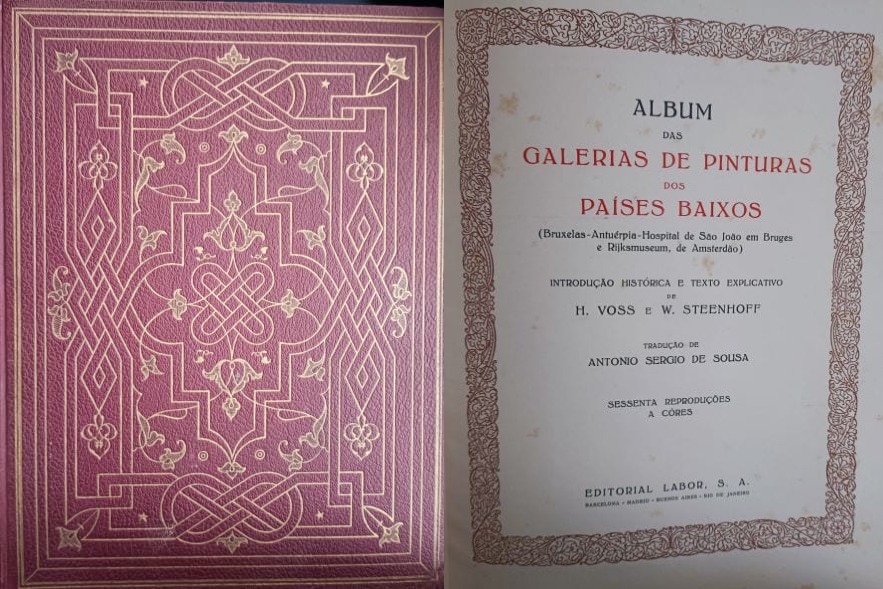 ALBUM
DAS
GALERIAS DE PINTURAS
DOS
PAÍSES BAIXOS
(Bruxelas-Antuérpia-Hospital de São João em Bruges
e Rijksmuseum, de Amsterdão)
INTRODUÇÃO HISTÓRICA E TEXTO EXPLICATIVO
DE
H. VOSS E W. STEENHOFF
TRADUÇÃO DE
ANTONIO SERGIO DE SOUSA
SESSENTA REPRODUÇÕES
A CÔRES
EDITORIAL LABOR, S. A.
BARCELONA - MADRID - BUENOS AIRES - RIO DE JANEIRO